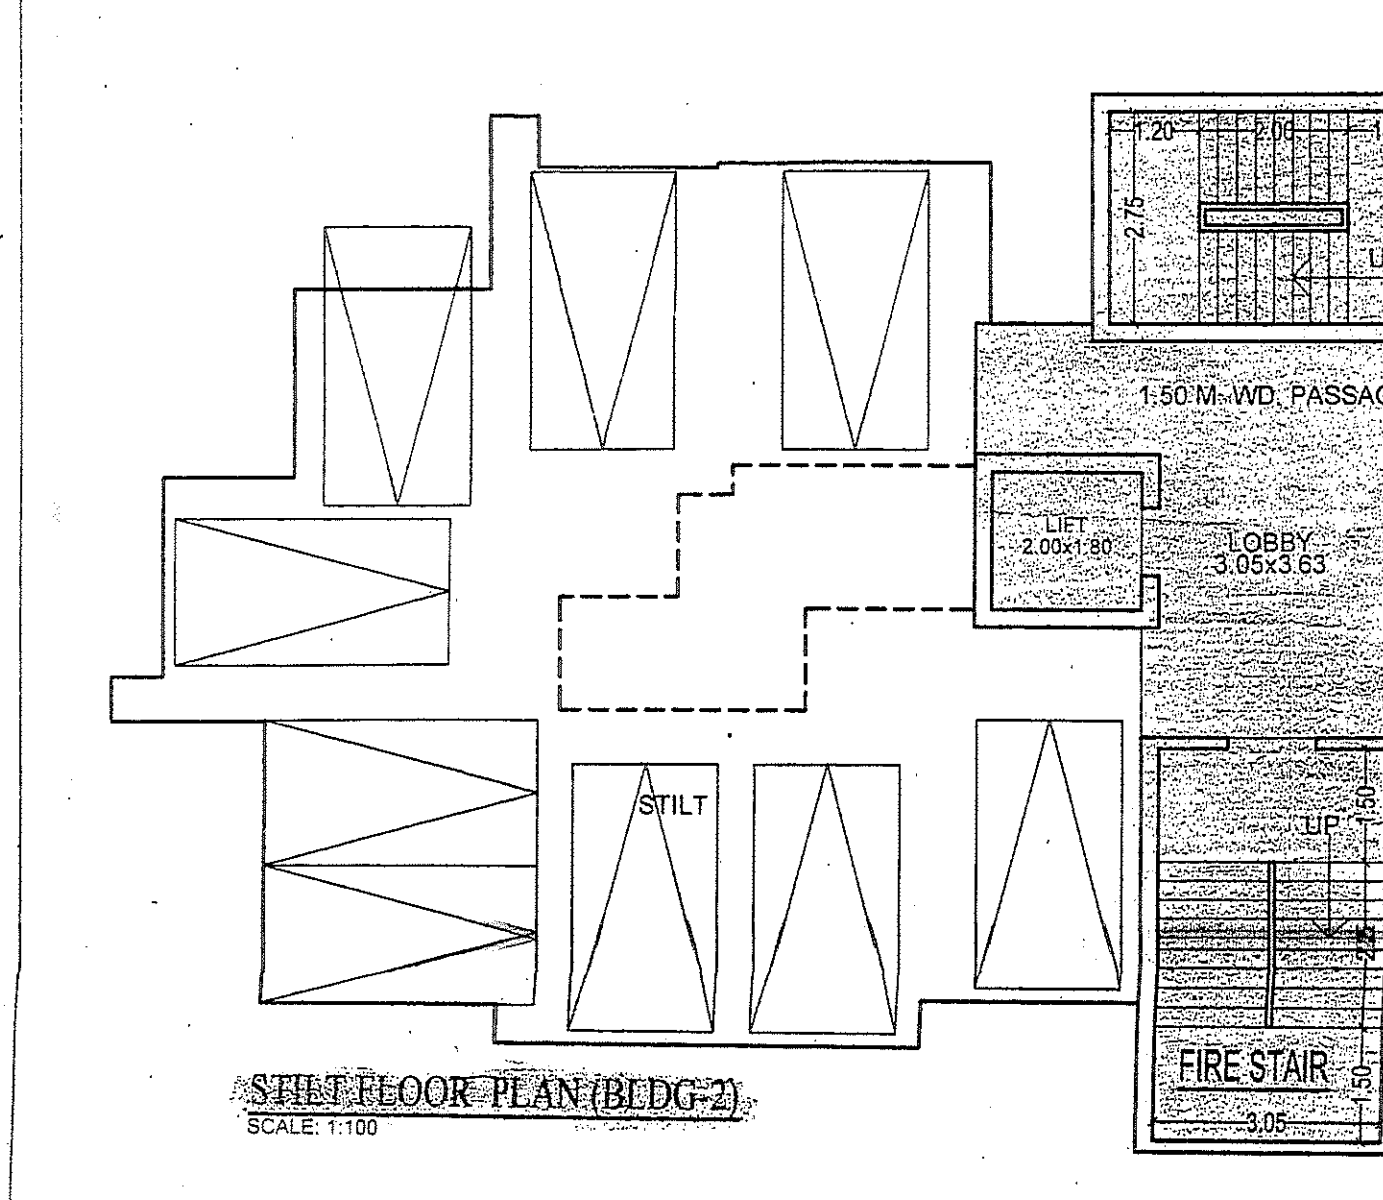 1.20
2.00
2.75
1.50 M. WD. PASSAG
LIFT
2.00x1.80
LOBBY
3.05x3.63
STILT
UP
1.50
FIRE STAIR
1.50
3.05
STILT FLOOR PLAN (BLDG-2)
SCALE: 1:100